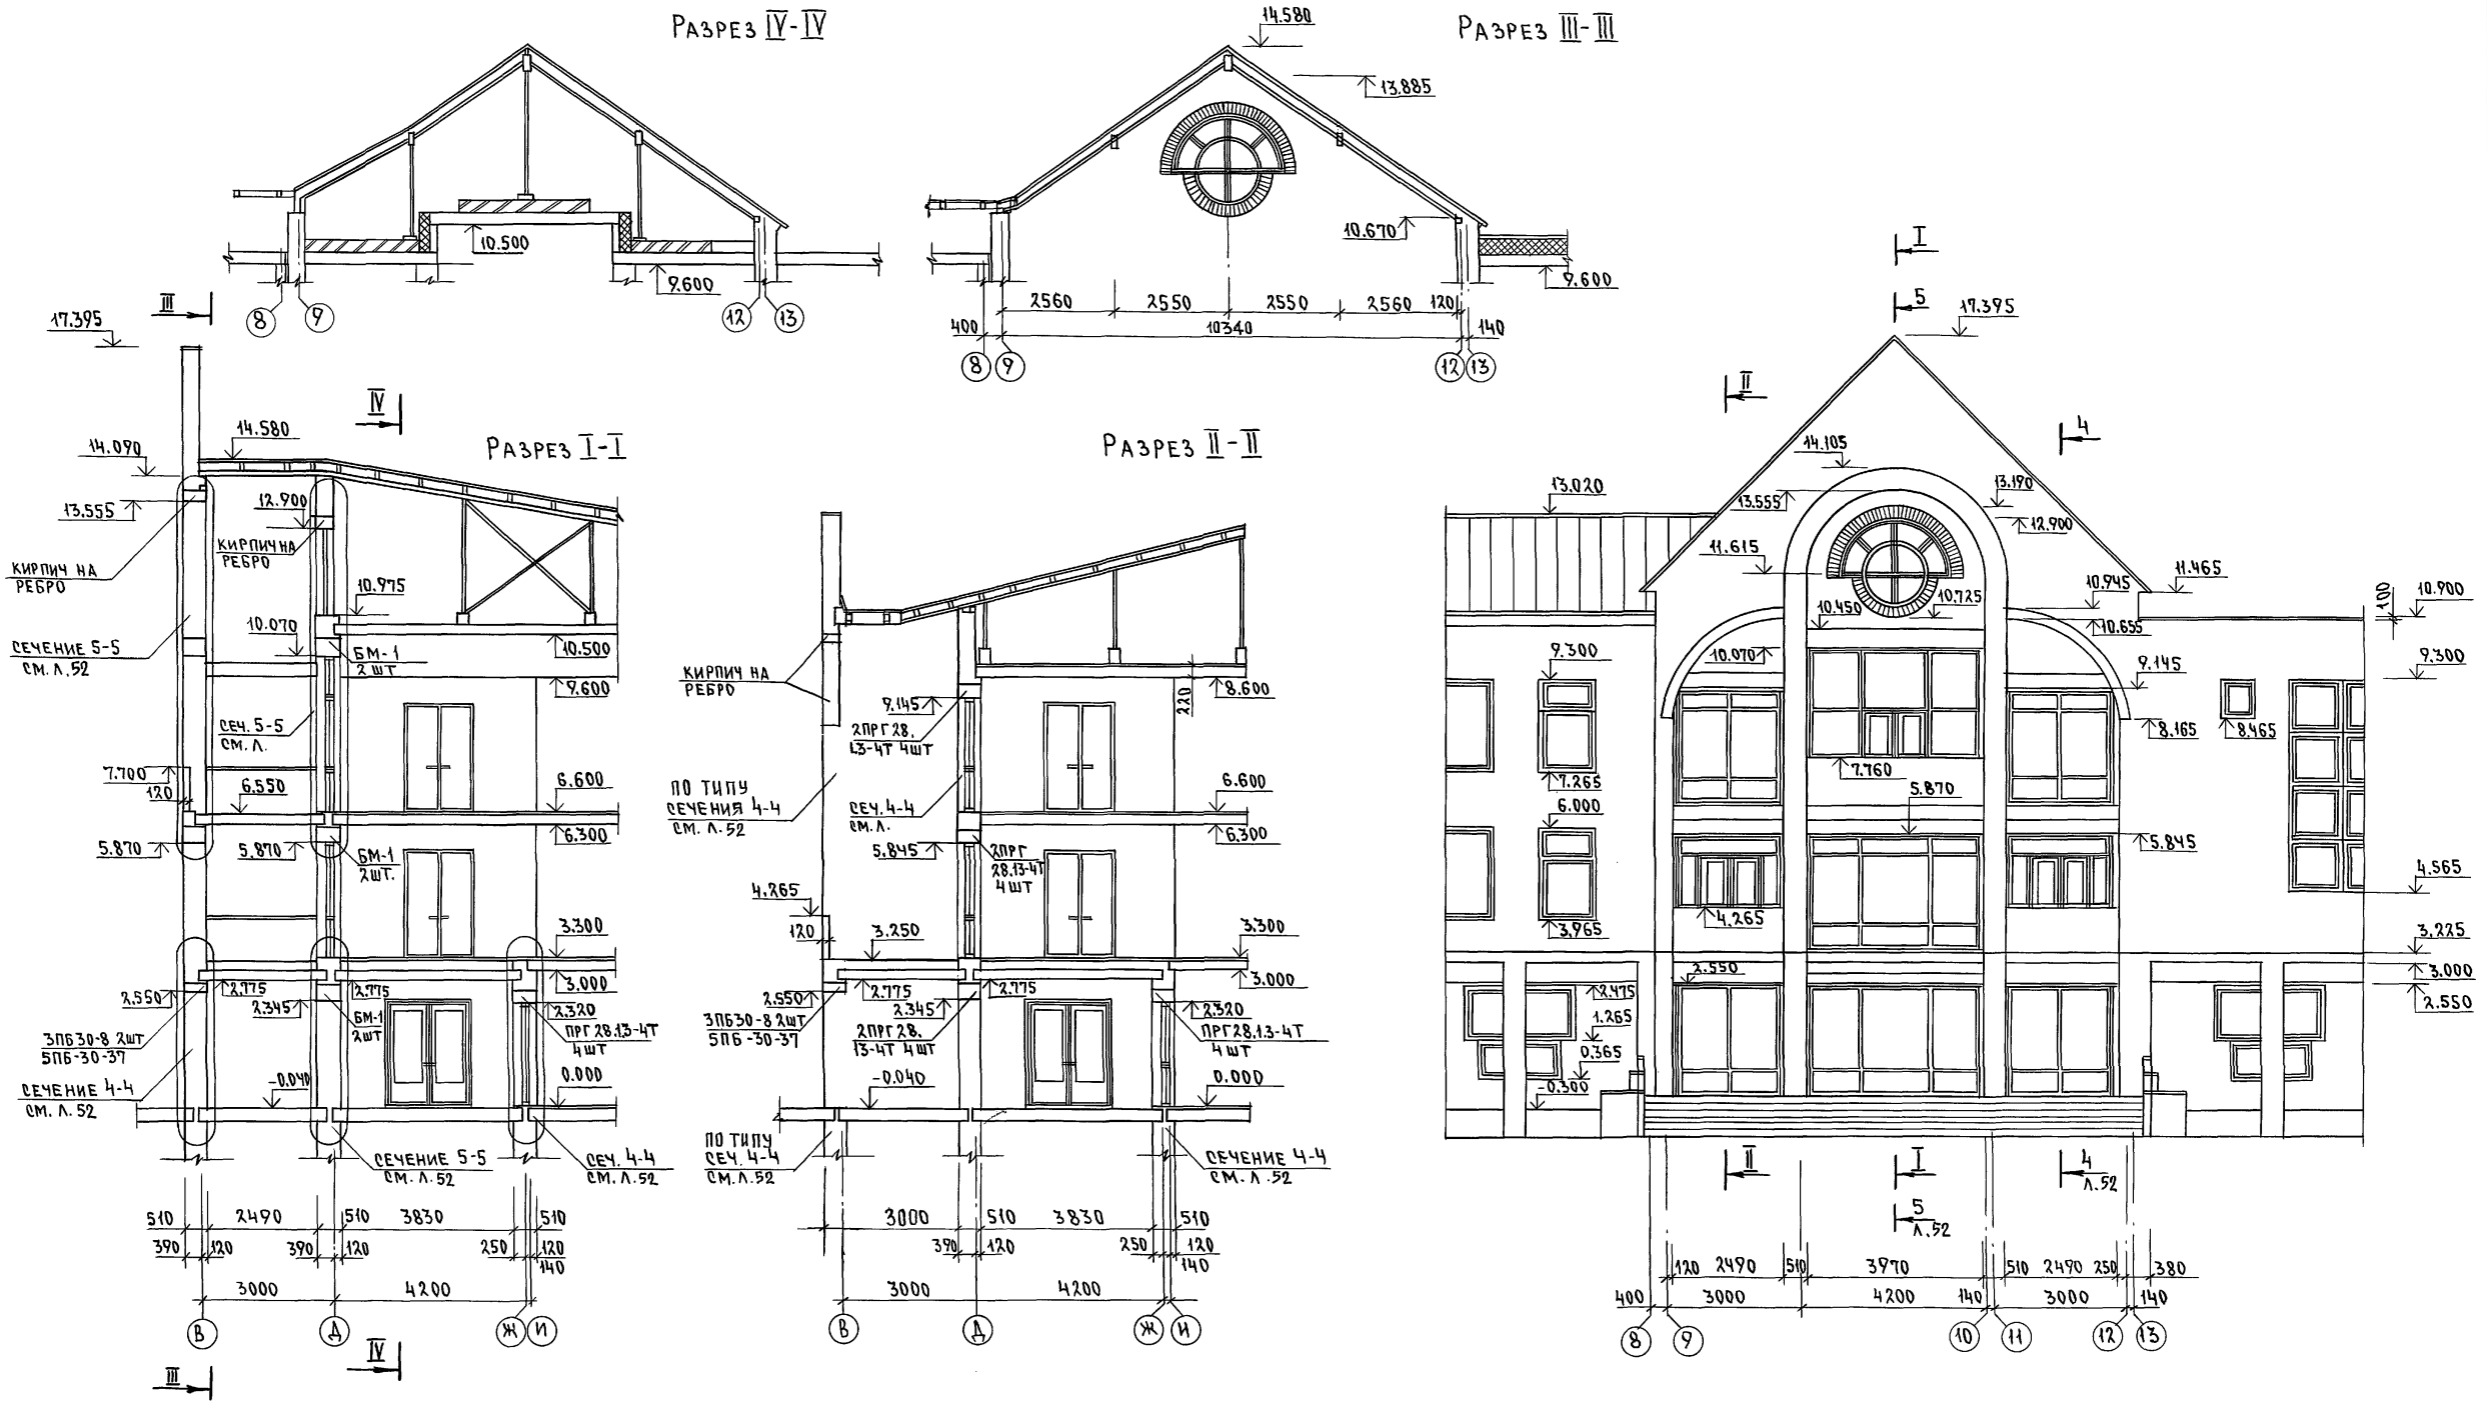 РАЗРЕЗ IV-IV
10.500
9.600
8
9
12
13
РАЗРЕЗ III-III
14.580
13.885
10.670
9.600
2560
2550
2550
2560
120
400
10340
140
8
9
12
13
III
17.395
IV
РАЗРЕЗ I-I
14.580
14.090
13.555
12.900
КИРПИЧ НА
РЕБРО
КИРПИЧ НА
РЕБРО
10.975
10.070
СЕЧЕНИЕ 5-5
СМ. Л. 52
БМ-1
2 ШТ
10.500
9.600
СЕЧ. 5-5
СМ. Л.
7.700
120
6.550
6.600
6.300
5.870
5.870
БМ-1
2 ШТ.
3.300
3.000
2.550
2.775
2.775
2.345
2.320
БМ-1
2 ШТ
3ПБ30-8 2ШТ
5ПБ-30-37
ПРГ 28.1.3-4Т
4 ШТ
-0.040
0.000
СЕЧЕНИЕ 4-4
СМ. Л. 52
СЕЧЕНИЕ 5-5
СМ. Л. 52
СЕЧ. 4-4
СМ. Л. 52
510
2490
510
3830
510
390
120
390
120
250
120
140
3000
4200
В
Д
Ж
И
III
IV
РАЗРЕЗ II-II
КИРПИЧ НА
РЕБРО
8.600
220
9.145
2ПРГ 28.
1.3-4Т 4ШТ
ПО ТИПУ
СЕЧЕНИЯ 4-4
СМ. Л. 52
СЕЧ. 4-4
СМ. Л.
6.600
6.300
5.845
2ПРГ
28.13-4Т
4 ШТ
4.265
120
3.250
3.300
3.000
2.550
2.775
2.775
2.345
2.320
3ПБ30-8 2ШТ
5ПБ-30-37
2ПРГ 28.
13-4Т 4ШТ
ПРГ 28.1.3-4Т
4 ШТ
-0.040
0.000
ПО ТИПУ
СЕЧ. 4-4
СМ. Л. 52
СЕЧЕНИЕ 4-4
СМ. Л. 52
3000
510
3830
510
390
120
250
120
140
3000
4200
В
Д
Ж
И
I
5
17.395
II
4
14.105
13.555
13.190
12.900
13.020
11.615
11.465
10.945
10.725
10.450
10.655
10.900
100
10.070
9.300
9.145
9.300
8.165
8.465
7.760
7.265
6.000
5.870
5.845
4.565
4.265
3.965
3.225
3.000
2.550
2.550
2.475
1.265
0.365
-0.300
II
I
4
Л. 52
5
Л. 52
120
2490
510
3970
510
2490
250
380
400
3000
4200
140
3000
140
8
9
10
11
12
13